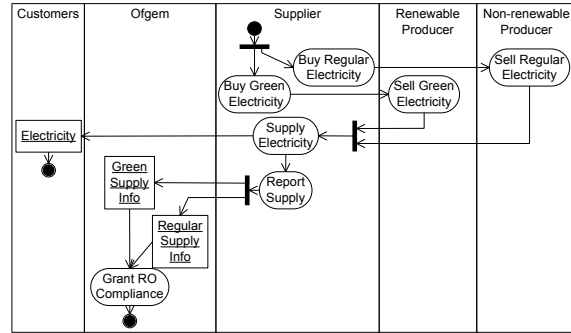 Customers
Ofgem
Supplier
Renewable
Producer
Non-renewable
Producer
Buy Regular
Electricity
Sell Regular
Electricity
Buy Green
Electricity
Sell Green
Electricity
Electricity
Supply
Electricity
Green
Supply
Info
Report
Supply
Regular
Supply
Info
Grant RO
Compliance